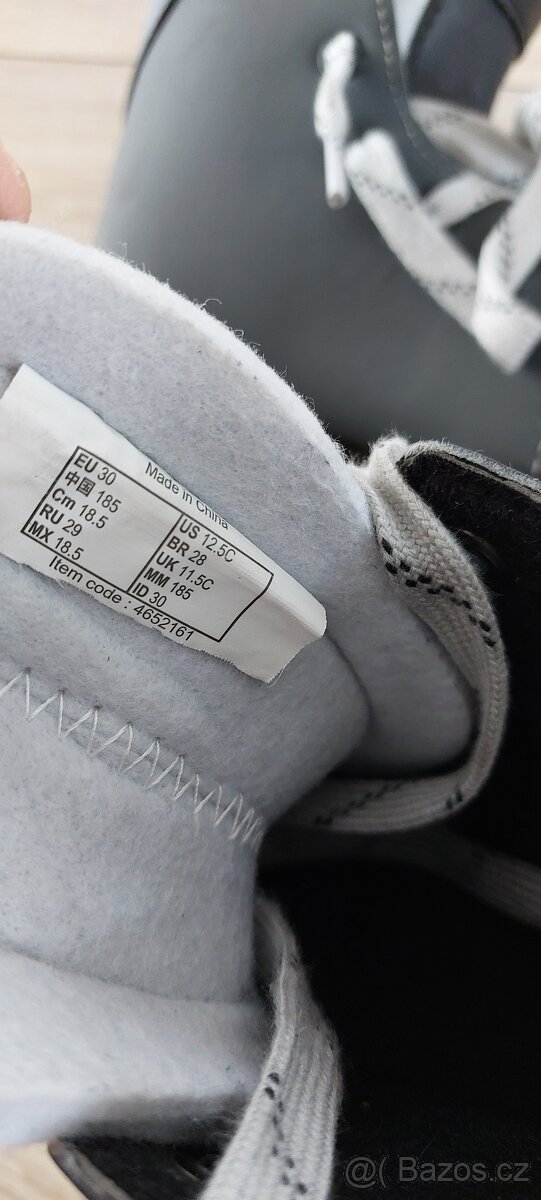 Made in China
EU 30
中国 185
Cm 18.5
RU 29
MX 18.5
US 12.5C
BR 28
UK 11.5C
MM 185
ID 30
Item code : 4652161
@( Bazos.cz